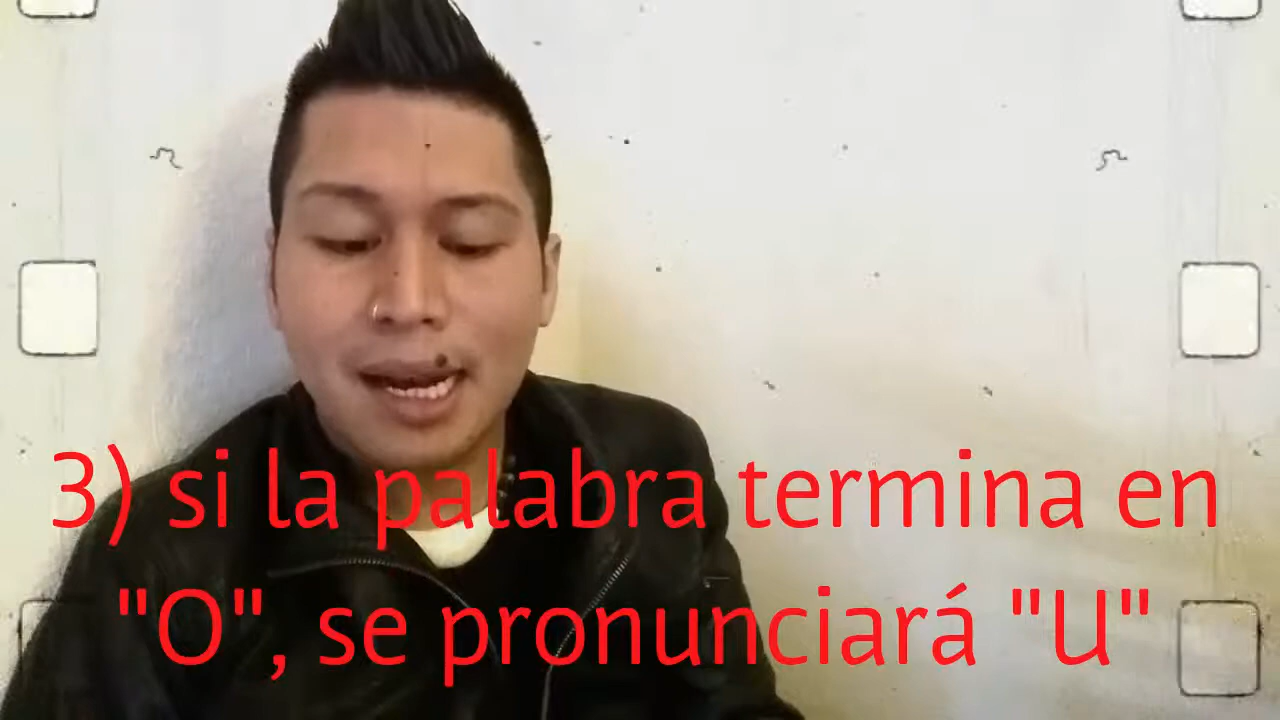 3) si la palabra termina en
"O", se pronunciará "U"